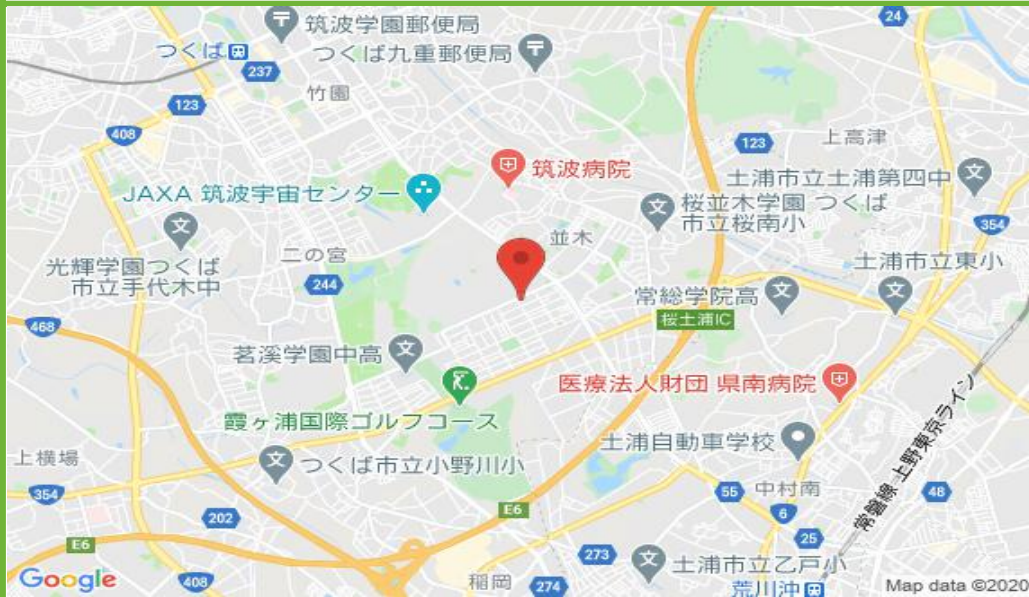 筑波学園郵便局
24
つくば
つくば九重郵便局
237
竹園
123
408
123
上高津
筑波病院
土浦市立土浦第四中
JAXA 筑波宇宙センター
桜並木学園 つくば
市立桜南小
354
並木
二の宮
光輝学園つくば
市立手代木中
土浦市立東小
244
常総学院高
桜土浦IC
468
茗溪学園中高
医療法人財団 県南病院
霞ヶ浦国際ゴルフコース
土浦自動車学校
上横場
つくば市立小野川小
常磐線・上野東京ライン
354
55
中村南
48
202
E6
6
E6
25
273
土浦市立乙戸小
Google
408
稲岡
274
荒川沖
Map data ©2020